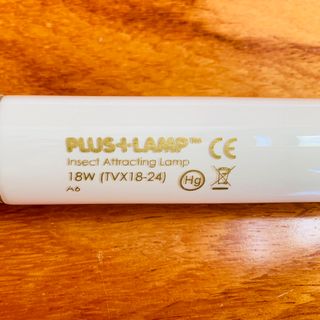 PLUS+LAMP™ CE
Insect Attracting Lamp
18W (TVX18-24) Hg
A6